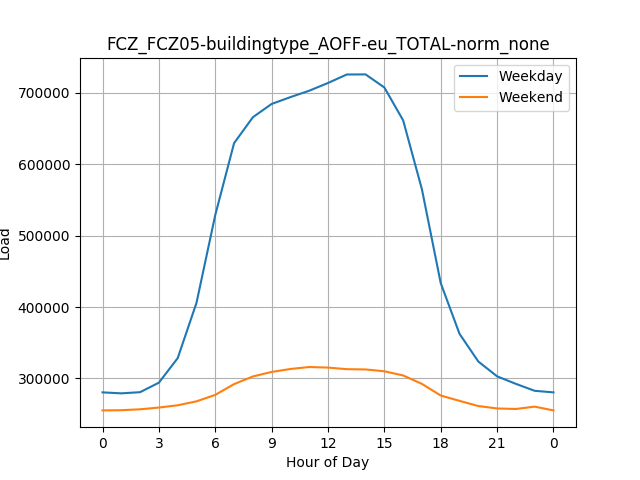 FCZ_FCZ05-buildingtype_AOFF-eu_TOTAL-norm_none
Weekday
Weekend
700000
600000
500000
400000
300000
Load
0 3 6 9 12 15 18 21 0
Hour of Day